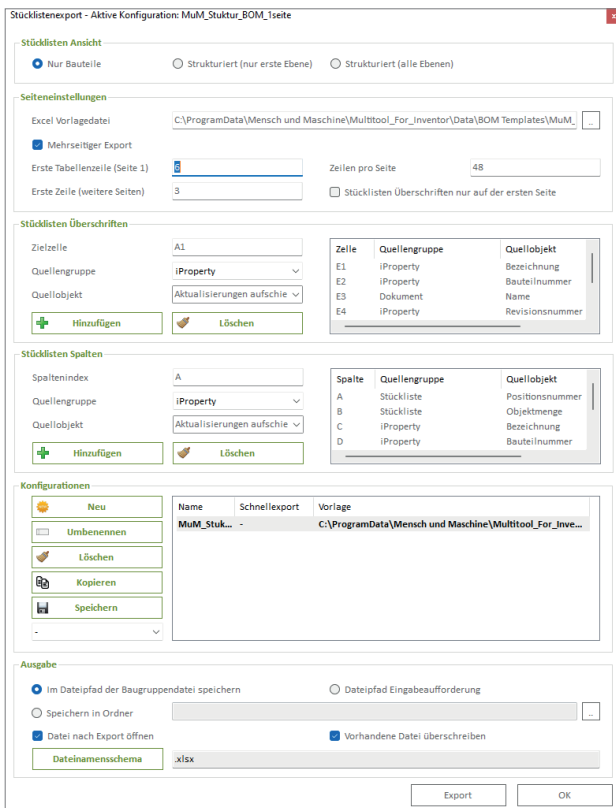 Stücklistenexport - Aktive Konfiguration: MuM_Stuktur_BOM_1seite
x
Stücklisten Ansicht
Nur Bauteile
Strukturiert (nur erste Ebene)
Strukturiert (alle Ebenen)
Seiteneinstellungen
Excel Vorlagedatei C:\ProgramData\Mensch und Maschine\Multitool_For_Inventor\Data\BOM Templates\MuM_ ..
Mehrseitiger Export
Erste Tabellenzeile (Seite 1) 6 Zeilen pro Seite 48
Erste Zeile (weitere Seiten) 3 Stücklisten Überschriften nur auf der ersten Seite
Stücklisten Überschriften
Zielzelle A1
Quellengruppe iProperty
Quellobjekt Aktualisierungen aufschie
Hinzufügen Löschen
Zelle Quellengruppe Quellobjekt
E1 iProperty Bezeichnung
E2 iProperty Bauteilnummer
E3 Dokument Name
E4 iProperty Revisionsnummer
Stücklisten Spalten
Spaltenindex A
Quellengruppe iProperty
Quellobjekt Aktualisierungen aufschie
Hinzufügen Löschen
Spalte Quellengruppe Quellobjekt
A Stückliste Positionsnummer
B Stückliste Objektmenge
C iProperty Bezeichnung
D iProperty Bauteilnummer
Konfigurationen
Neu
Umbenennen
Löschen
Kopieren
Speichern
-
Name Schnellexport Vorlage
MuM_Stuk... - C:\ProgramData\Mensch und Maschine\Multitool_For_Inve...
Ausgabe
Im Dateipfad der Baugruppendatei speichern Dateipfad Eingabeaufforderung
Speichern in Ordner ..
Datei nach Export öffnen Vorhandene Datei überschreiben
Dateinamensschema .xlsx
Export OK